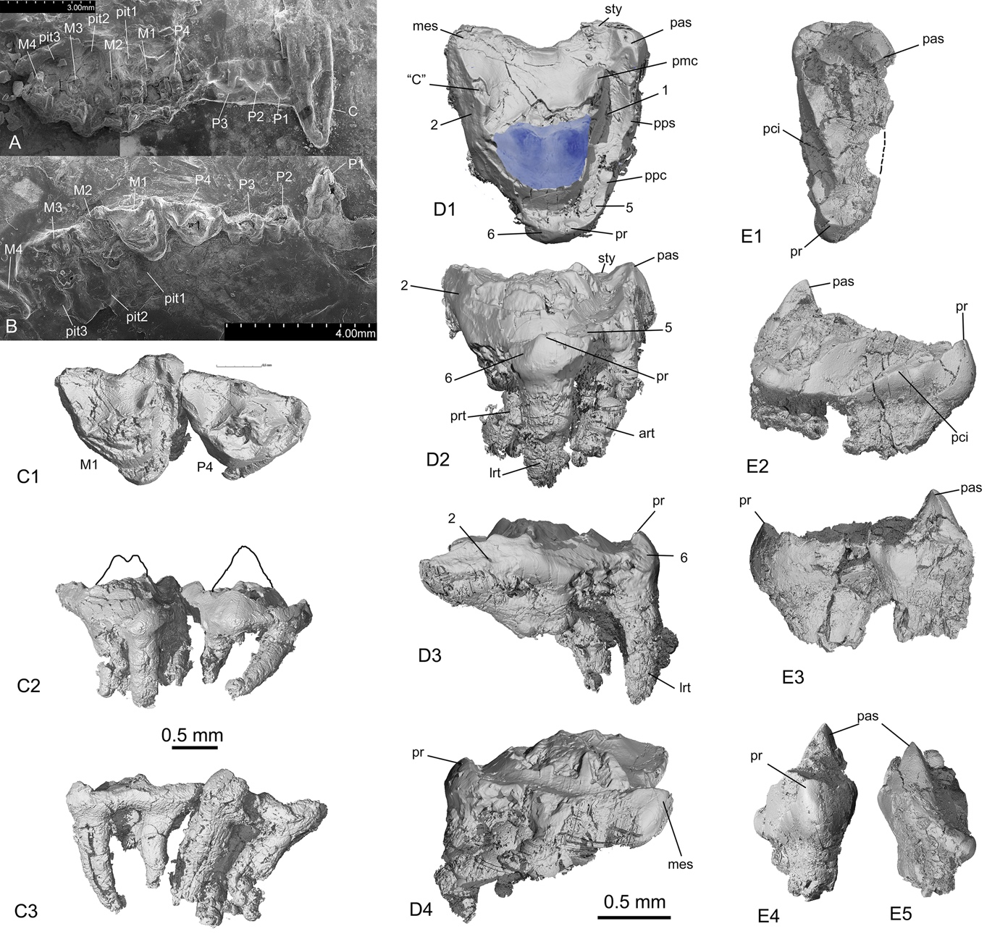 3.00mm
pit1
pit2
M3
M1
P4
pit3
M4
M2
C
P3
P2
P1
A
P1
M1
P4
P3
P2
M2
M3
M4
pit1
pit2
pit3
B
4.00mm
M1
P4
C1
C2
0.5 mm
C3
sty
mes
pas
pmc
“C”
1
2
pps
ppc
D1
5
6
pr
sty
pas
2
5
6
pr
prt
art
D2
lrt
pr
2
6
D3
lrt
pr
mes
D4
0.5 mm
pas
pci
E1
pr
pas
pr
pci
E2
pr
pas
E3
pas
pr
E4
E5